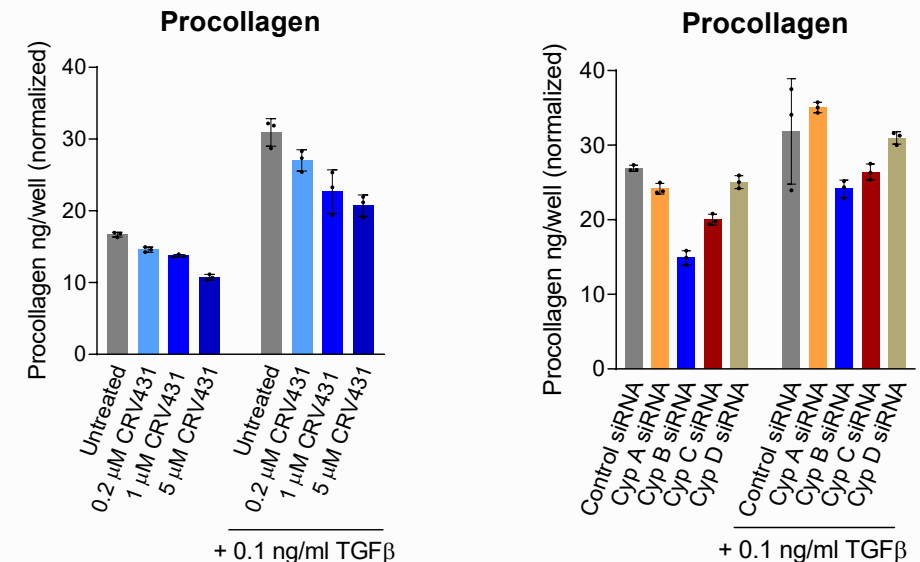 Procollagen
Procollagen ng/well (normalized)
40
30
20
10
0
Untreated
0.2 μM CRV431
1 μM CRV431
5 μM CRV431
Untreated
0.2 μM CRV431
1 μM CRV431
5 μM CRV431
+ 0.1 ng/ml TGFβ
Procollagen
Procollagen ng/well (normalized)
40
30
20
10
0
Control siRNA
Cyp A siRNA
Cyp B siRNA
Cyp C siRNA
Cyp D siRNA
Control siRNA
Cyp A siRNA
Cyp B siRNA
Cyp C siRNA
Cyp D siRNA
+ 0.1 ng/ml TGFβ